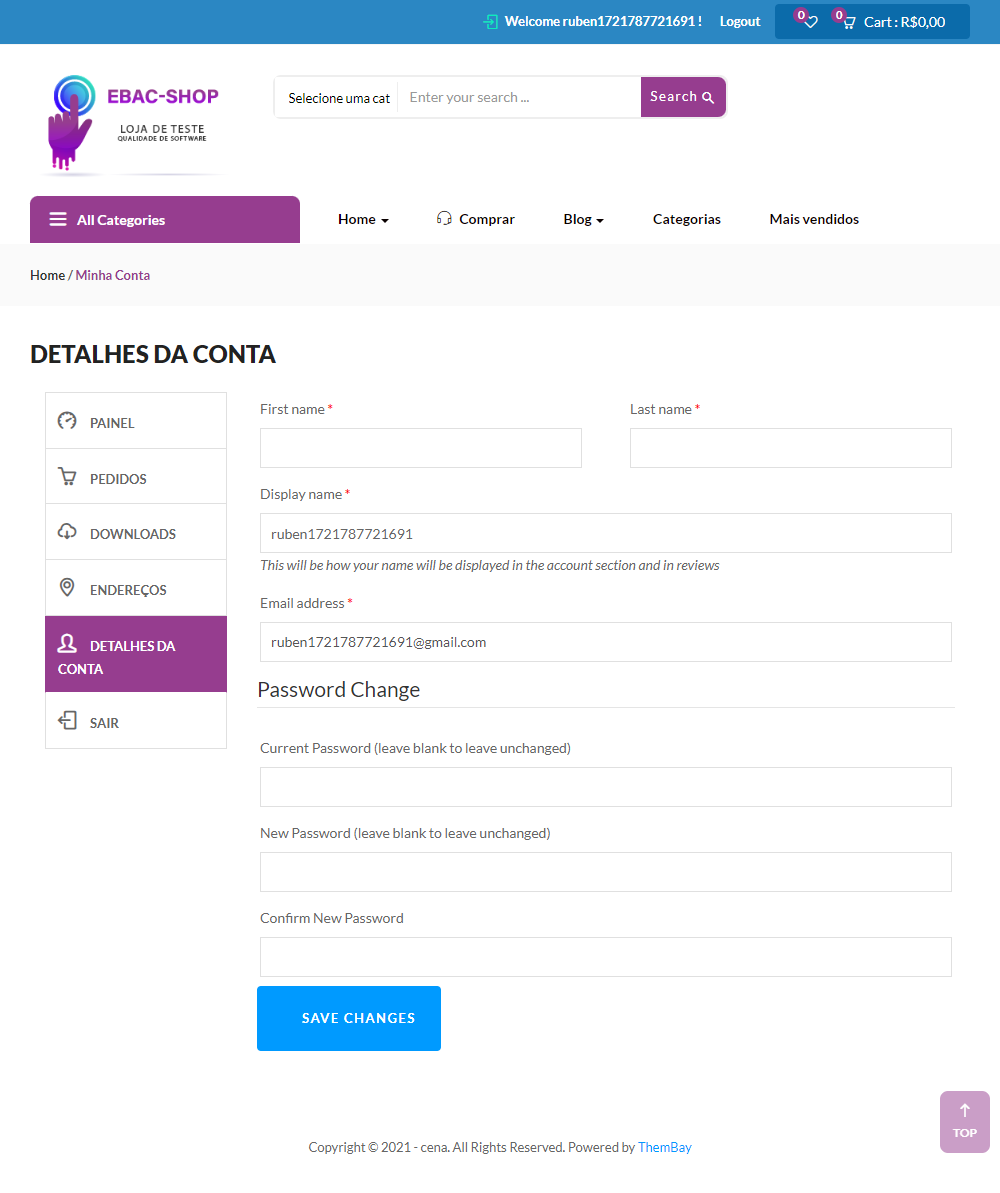 Welcome ruben1721787721691 ! Logout 0 0 Cart : R$0,00
EBAC-SHOP
LOJA DE TESTE
QUALIDADE DE SOFTWARE
Selecione uma cat Enter your search ... Search
All Categories Home Comprar Blog Categorias Mais vendidos
Home / Minha Conta
DETALHES DA CONTA
PAINEL
PEDIDOS
DOWNLOADS
ENDEREÇOS
DETALHES DA
CONTA
SAIR
First name * Last name *
Display name *
ruben1721787721691
This will be how your name will be displayed in the account section and in reviews
Email address *
ruben1721787721691@gmail.com
Password Change
Current Password (leave blank to leave unchanged)
New Password (leave blank to leave unchanged)
Confirm New Password
SAVE CHANGES
TOP
Copyright © 2021 - cena. All Rights Reserved. Powered by ThemBay